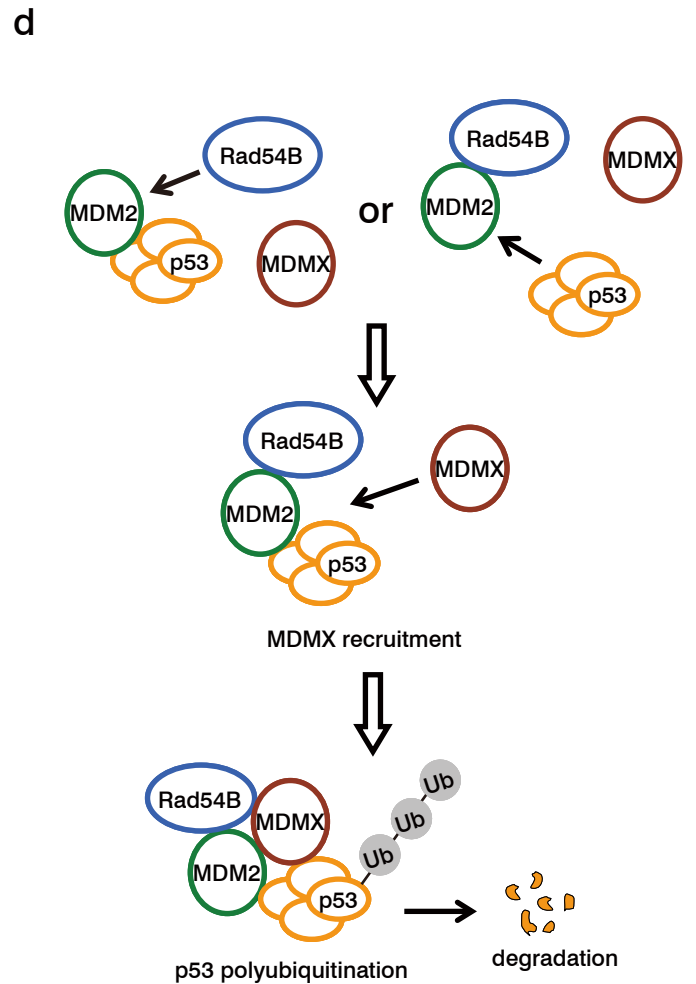 d
Rad54B
MDM2
p53
MDMX
or
Rad54B
MDMX
MDM2
p53
Rad54B
MDMX
MDM2
p53
MDMX recruitment
Rad54B
MDMX
MDM2
p53
Ub
Ub
Ub
p53 polyubiquitination
degradation